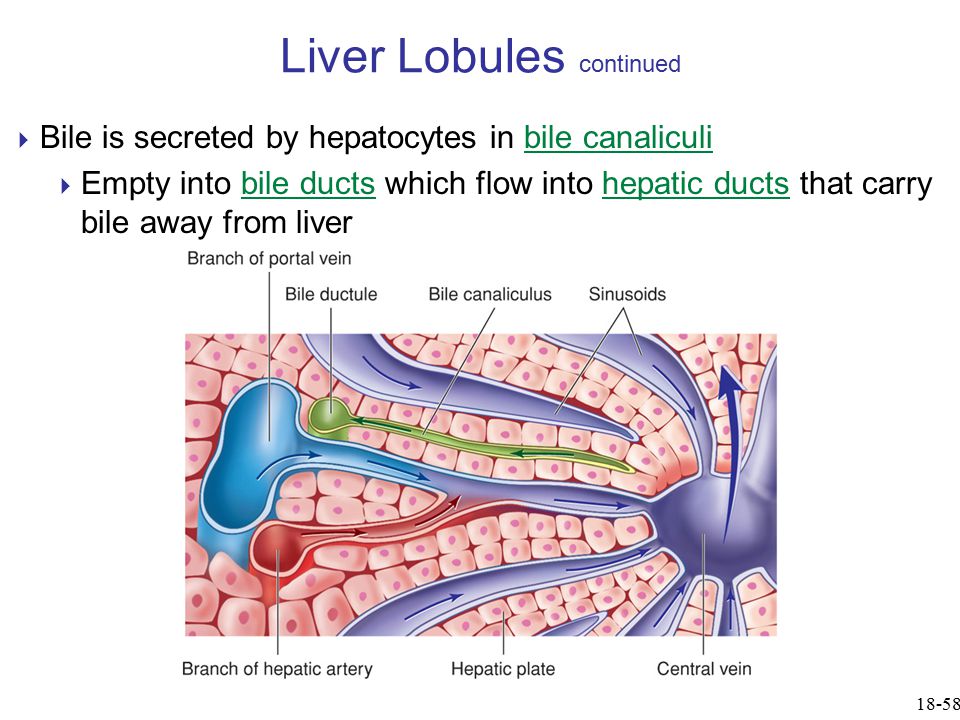 Liver Lobules continued
Bile is secreted by hepatocytes in bile canaliculi
Empty into bile ducts which flow into hepatic ducts that carry
bile away from liver
Branch of portal vein
Bile ductule Bile canaliculus Sinusoids
Branch of hepatic artery Hepatic plate Central vein
18-58